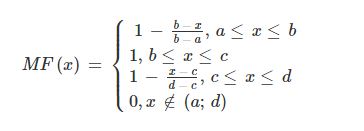 1 − (b − x)/(b − a), a ≤ x ≤ b
MF(x) = { 1, b ≤ x ≤ c
1 − (x − c)/(d − c), c ≤ x ≤ d
0, x ∉ (a; d)